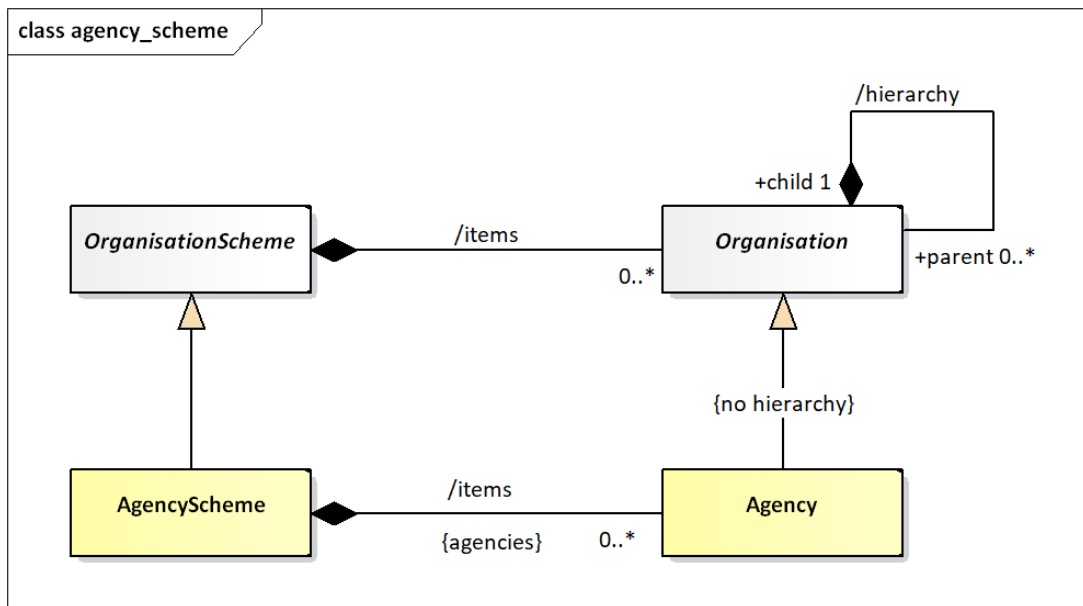 class agency_scheme
/hierarchy
+child 1
OrganisationScheme
/items
0..*
Organisation
+parent 0..*
{no hierarchy}
AgencyScheme
/items
{agencies}
0..*
Agency